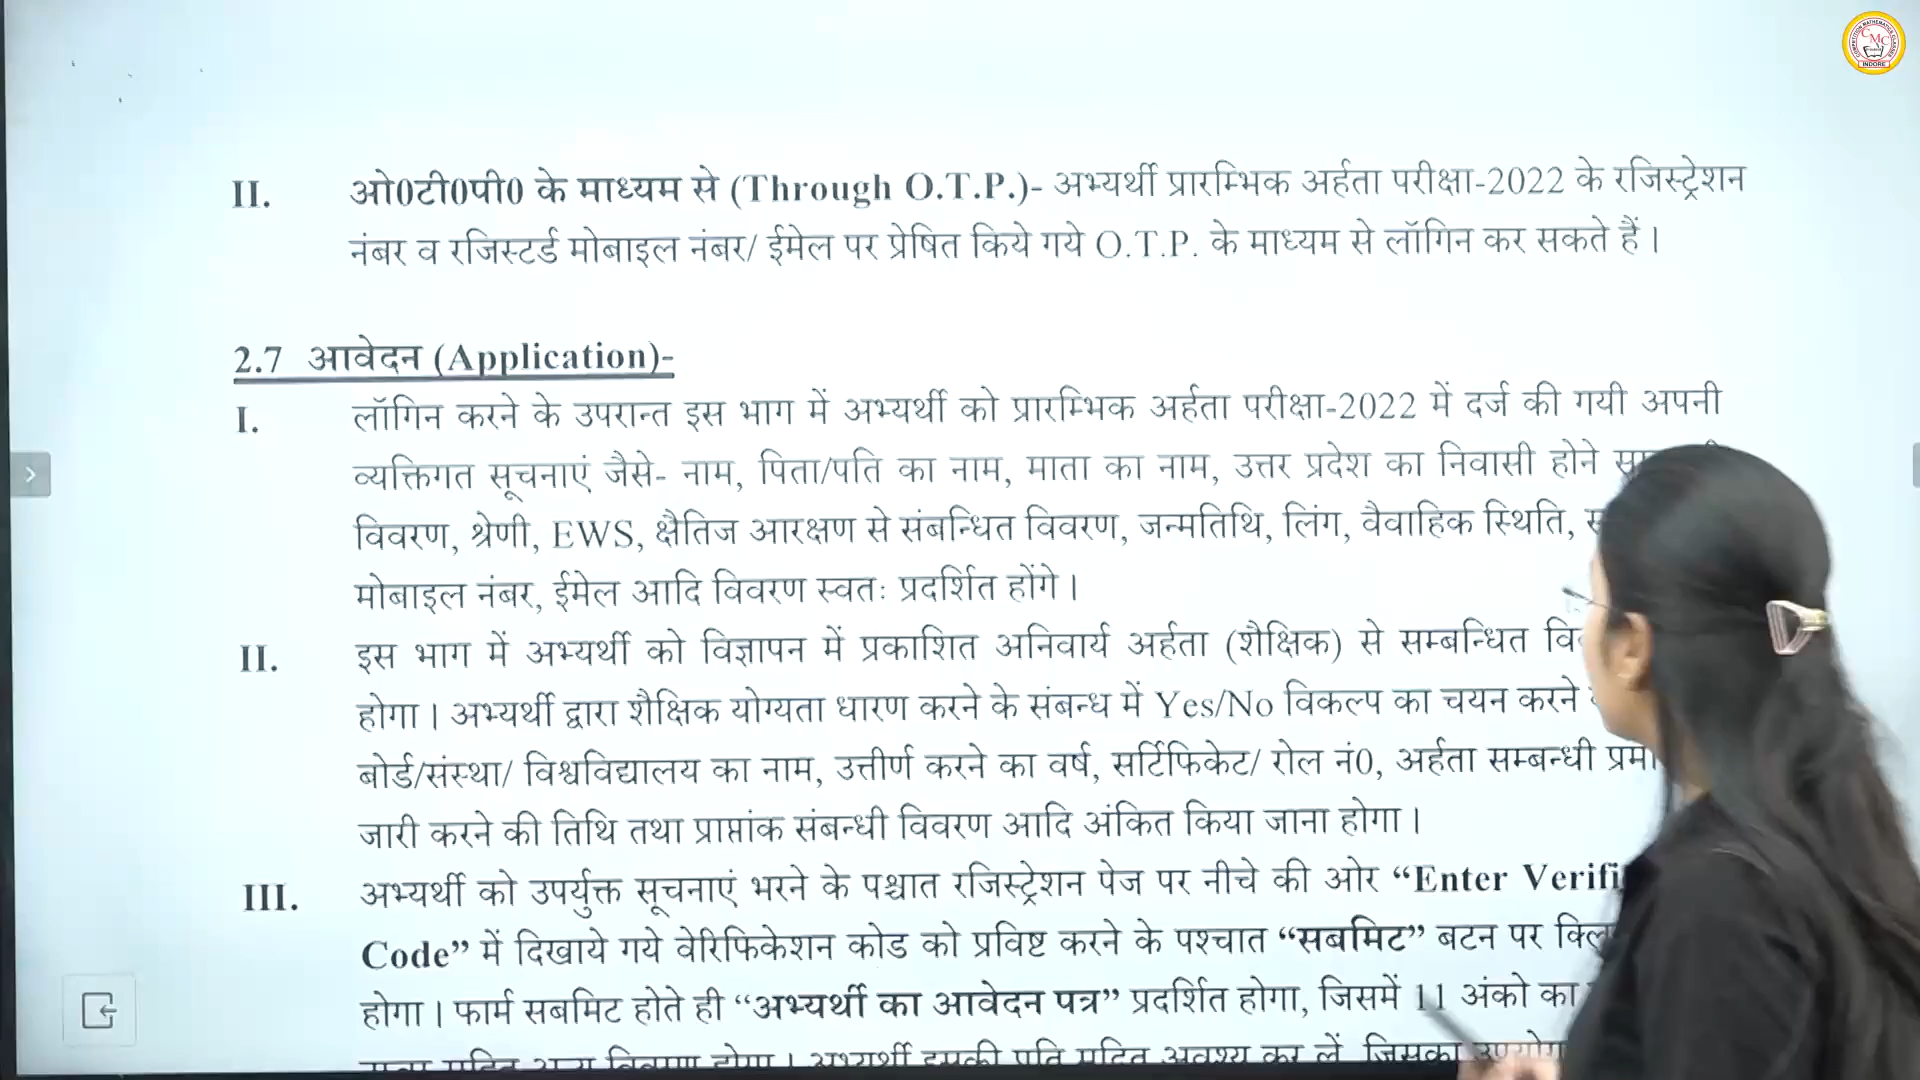 II. ओ0टी0पी0 के माध्यम से (Through O.T.P.)- अभ्यर्थी प्रारम्भिक अर्हता परीक्षा-2022 के रजिस्ट्रेशन
नंबर व रजिस्टर्ड मोबाइल नंबर/ ईमेल पर प्रेषित किये गये O.T.P. के माध्यम से लॉगिन कर सकते हैं।
2.7 आवेदन (Application)-
I. लॉगिन करने के उपरान्त इस भाग में अभ्यर्थी को प्रारम्भिक अर्हता परीक्षा-2022 में दर्ज की गयी अपनी
व्यक्तिगत सूचनाएं जैसे- नाम, पिता/पति का नाम, माता का नाम, उत्तर प्रदेश का निवासी होने
विवरण, श्रेणी, EWS, क्षैतिज आरक्षण से संबन्धित विवरण, जन्मतिथि, लिंग, वैवाहिक स्थिति,
मोबाइल नंबर, ईमेल आदि विवरण स्वतः प्रदर्शित होंगे।
II. इस भाग में अभ्यर्थी को विज्ञापन में प्रकाशित अनिवार्य अर्हता (शैक्षिक) से सम्बन्धित
होगा। अभ्यर्थी द्वारा शैक्षिक योग्यता धारण करने के संबन्ध में Yes/No विकल्प का चयन करने
बोर्ड/संस्था/ विश्वविद्यालय का नाम, उत्तीर्ण करने का वर्ष, सर्टिफिकेट/ रोल नं0, अर्हता सम्बन्धी
जारी करने की तिथि तथा प्राप्तांक संबन्धी विवरण आदि अंकित किया जाना होगा।
III. अभ्यर्थी को उपर्युक्त सूचनाएं भरने के पश्चात रजिस्ट्रेशन पेज पर नीचे की ओर “Enter
Code” में दिखाये गये वेरिफिकेशन कोड को प्रविष्ट करने के पश्चात “सबमिट” बटन पर
होगा। फार्म सबमिट होते ही “अभ्यर्थी का आवेदन पत्र” प्रदर्शित होगा, जिसमें 11 अंको का
CMC
INDORE